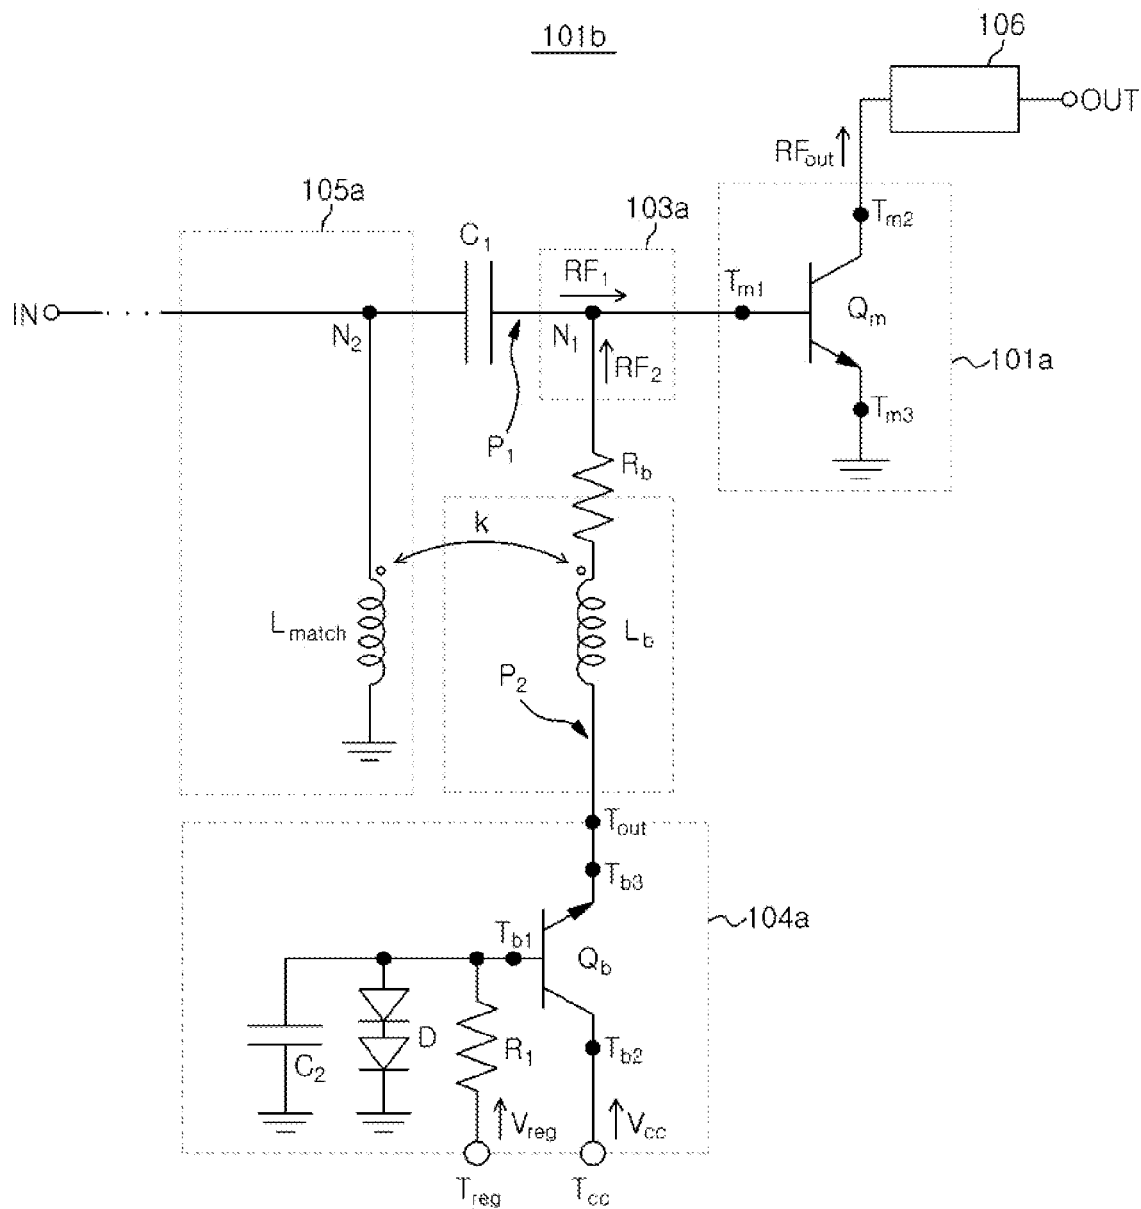 101b
106
OUT
RFout
105a
103a
Tm2
C1
RF1
Tm1
IN
N2
N1
Qm
RF2
101a
P1
Tm3
Rb
k
Lmatch
Lb
P2
Tout
Tb3
104a
Tb1
Qb
D
C2
R1
Tb2
Vreg
Vcc
Treg
Tcc